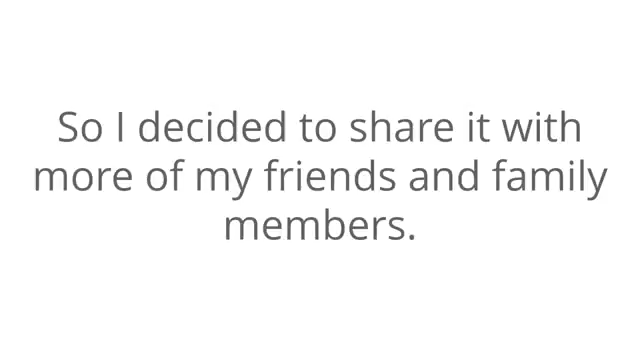 So I decided to share it with
more of my friends and family
members.